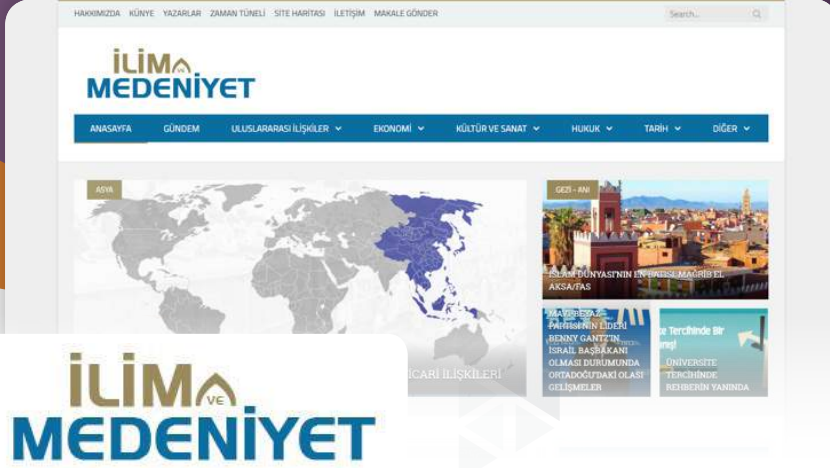 HAKKIMIZDA KÜNYE YAZARLAR ZAMAN TÜNELİ SİTE HARİTASI İLETİŞİM MAKALE GÖNDER
Search...
İLİM
VE
MEDENİYET
ANASAYFA GÜNDEM ULUSLARARASI İLİŞKİLER EKONOMİ KÜLTÜR VE SANAT HUKUK TARİH DİĞER
ASYA
İCARİ İLİŞKİLERİ
GEZİ - ANI
İSLAM DÜNYASI'NIN EN BATISI: MAĞRİB EL
AKSA/FAS
MAVİ-BEYAZ
PARTİSİ'NİN LİDERİ
BENNY GANTZ'IN
İSRAİL BAŞBAKANI
OLMASI DURUMUNDA
ORTADOĞU'DAKİ OLASI
GELİŞMELER
te Tercihinde Bir
ÜNİVERSİTE
TERCİHİNDE
REHBERİN YANINDA
İLİM
VE
MEDENİYET